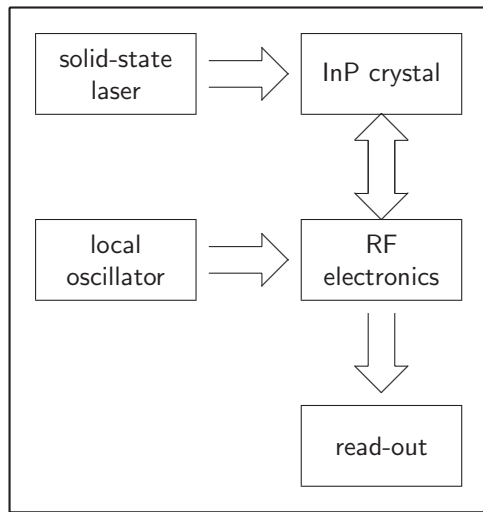 solid-state
laser
InP crystal
local
oscillator
RF
electronics
read-out